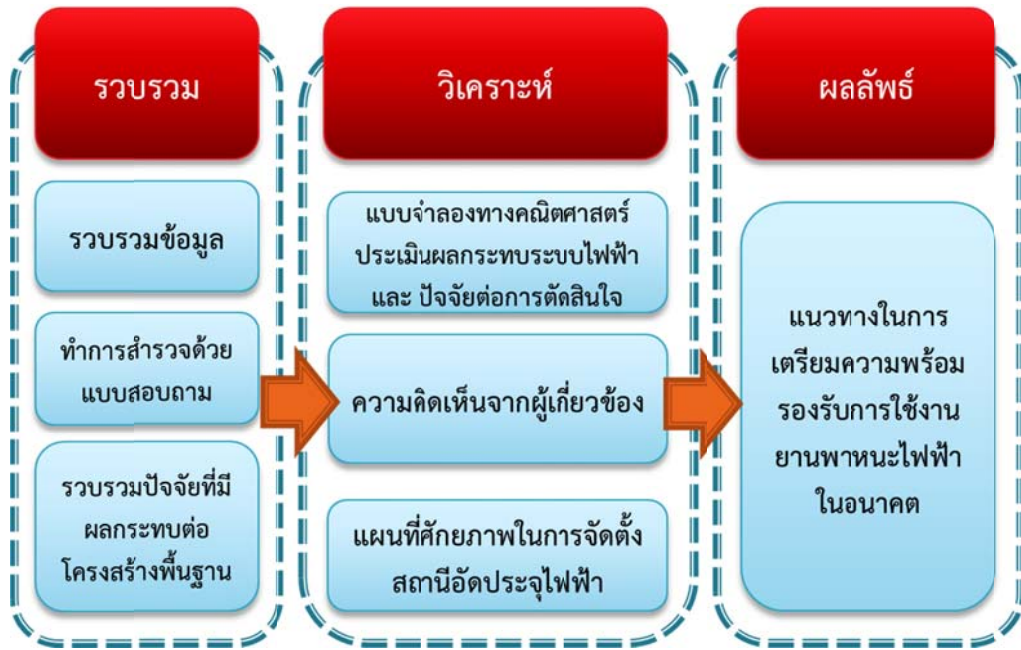 รวบรวม
รวบรวมข้อมูล
ทำการสำรวจด้วย
แบบสอบถาม
รวบรวมปัจจัยที่มี
ผลกระทบต่อ
โครงสร้างพื้นฐาน
วิเคราะห์
แบบจำลองทางคณิตศาสตร์
ประเมินผลกระทบระบบไฟฟ้า
และ ปัจจัยต่อการตัดสินใจ
ความคิดเห็นจากผู้เกี่ยวข้อง
แผนที่ศักยภาพในการจัดตั้ง
สถานีอัดประจุไฟฟ้า
ผลลัพธ์
แนวทางในการ
เตรียมความพร้อม
รองรับการใช้งาน
ยานพาหนะไฟฟ้า
ในอนาคต